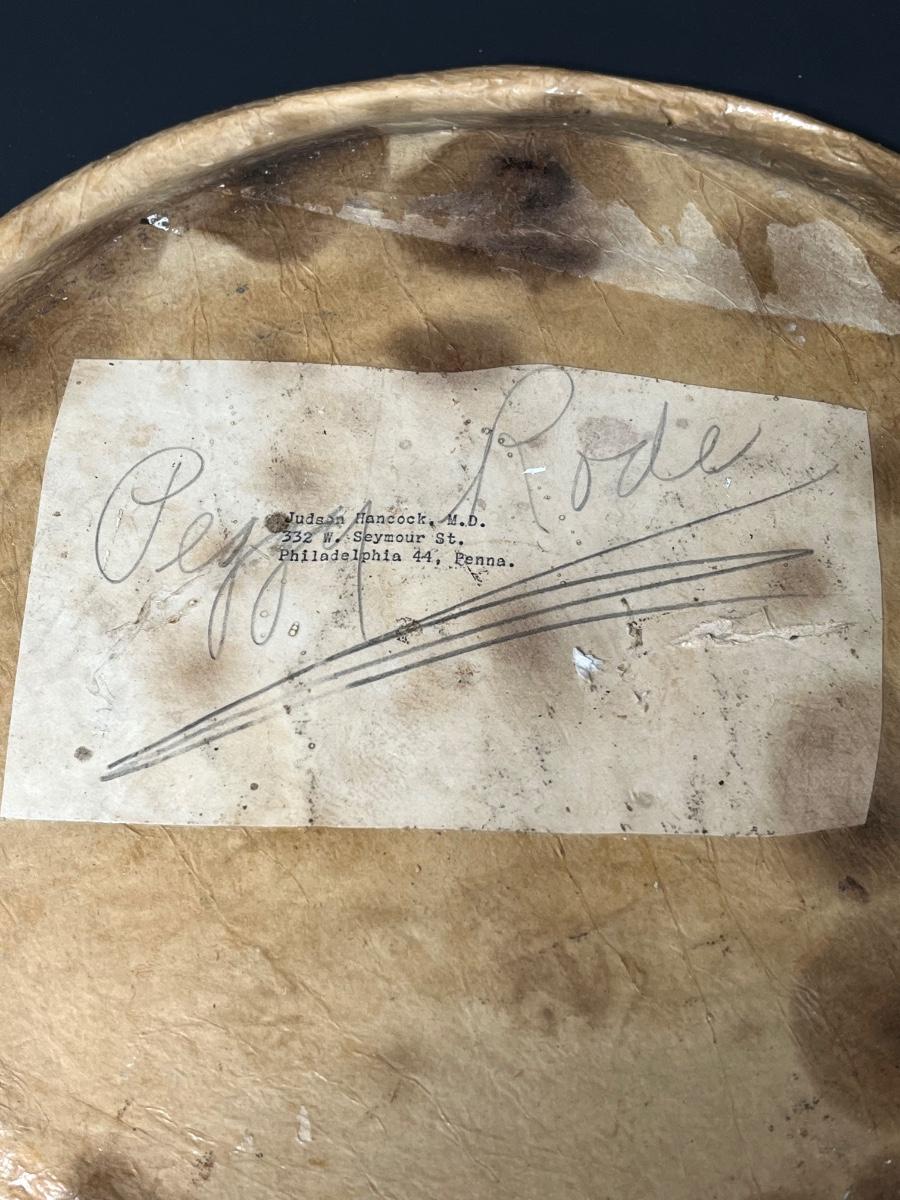 Peggy Rode
Judson Hancock, M.D.
332 W. Seymour St.
Philadelphia 44, Penna.